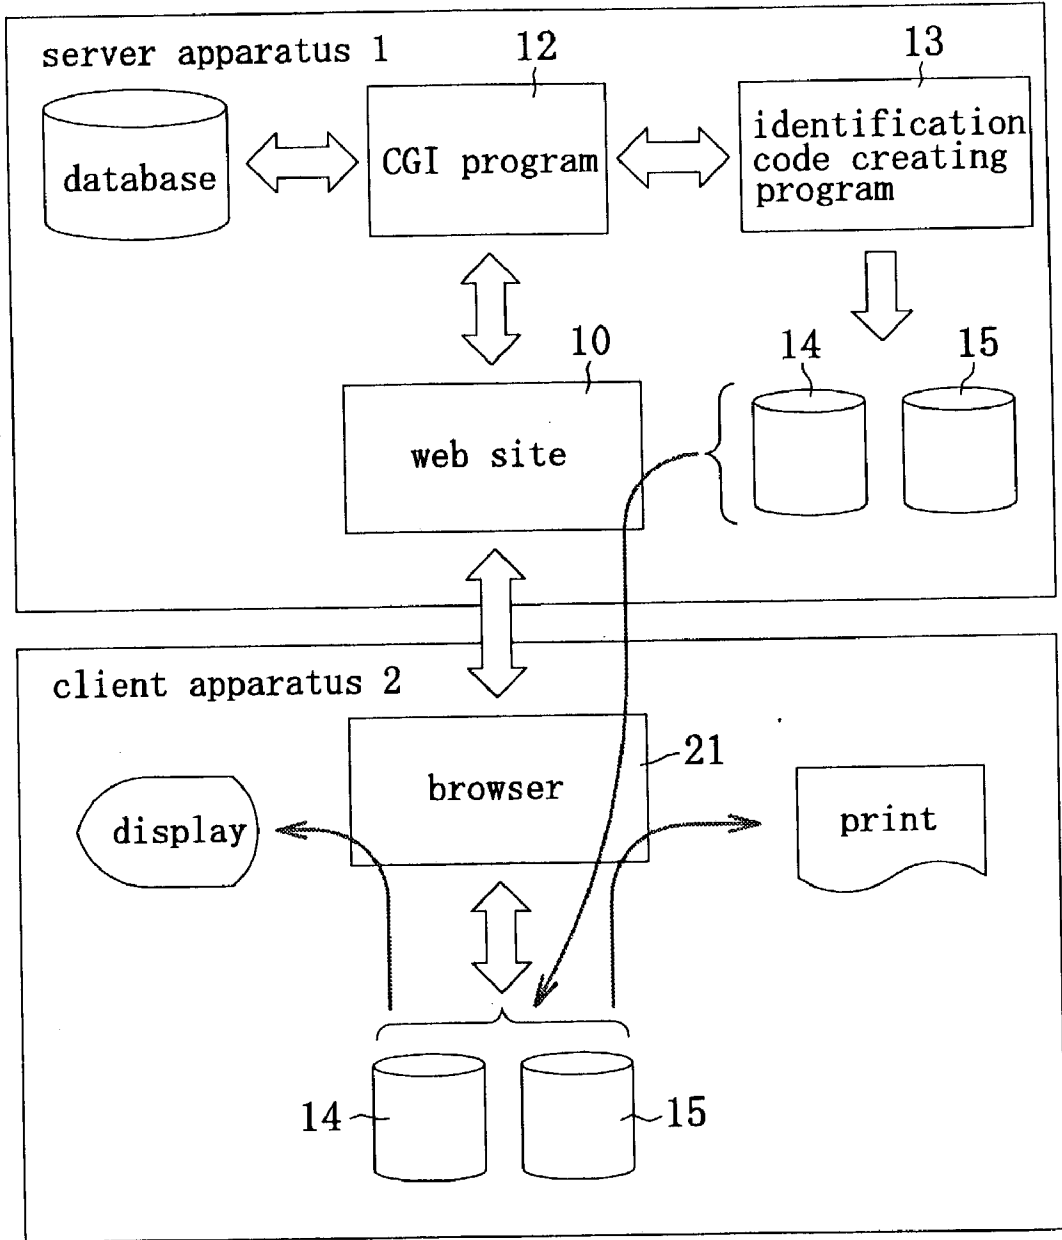 server apparatus 1
12
13
database
CGI program
identification
code creating
program
10
14
15
web site
client apparatus 2
21
browser
display
print
14
15